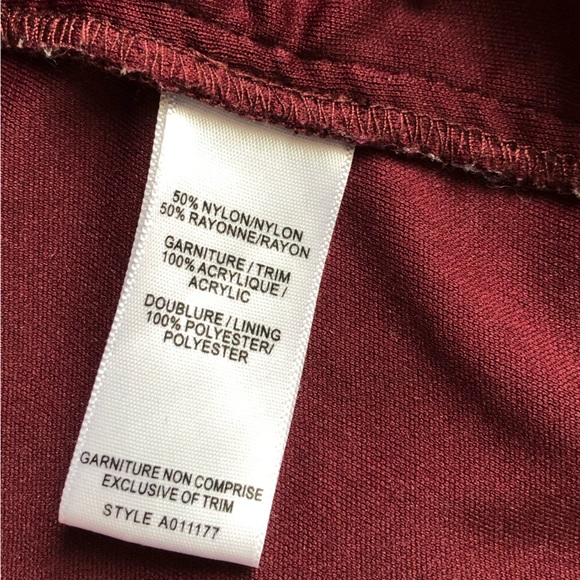 50% NYLON/NYLON
50% RAYONNE/RAYON
GARNITURE / TRIM
100% ACRYLIQUE /
ACRYLIC
DOUBLURE / LINING
100% POLYESTER/
POLYESTER
GARNITURE NON COMPRISE
EXCLUSIVE OF TRIM
STYLE A011177